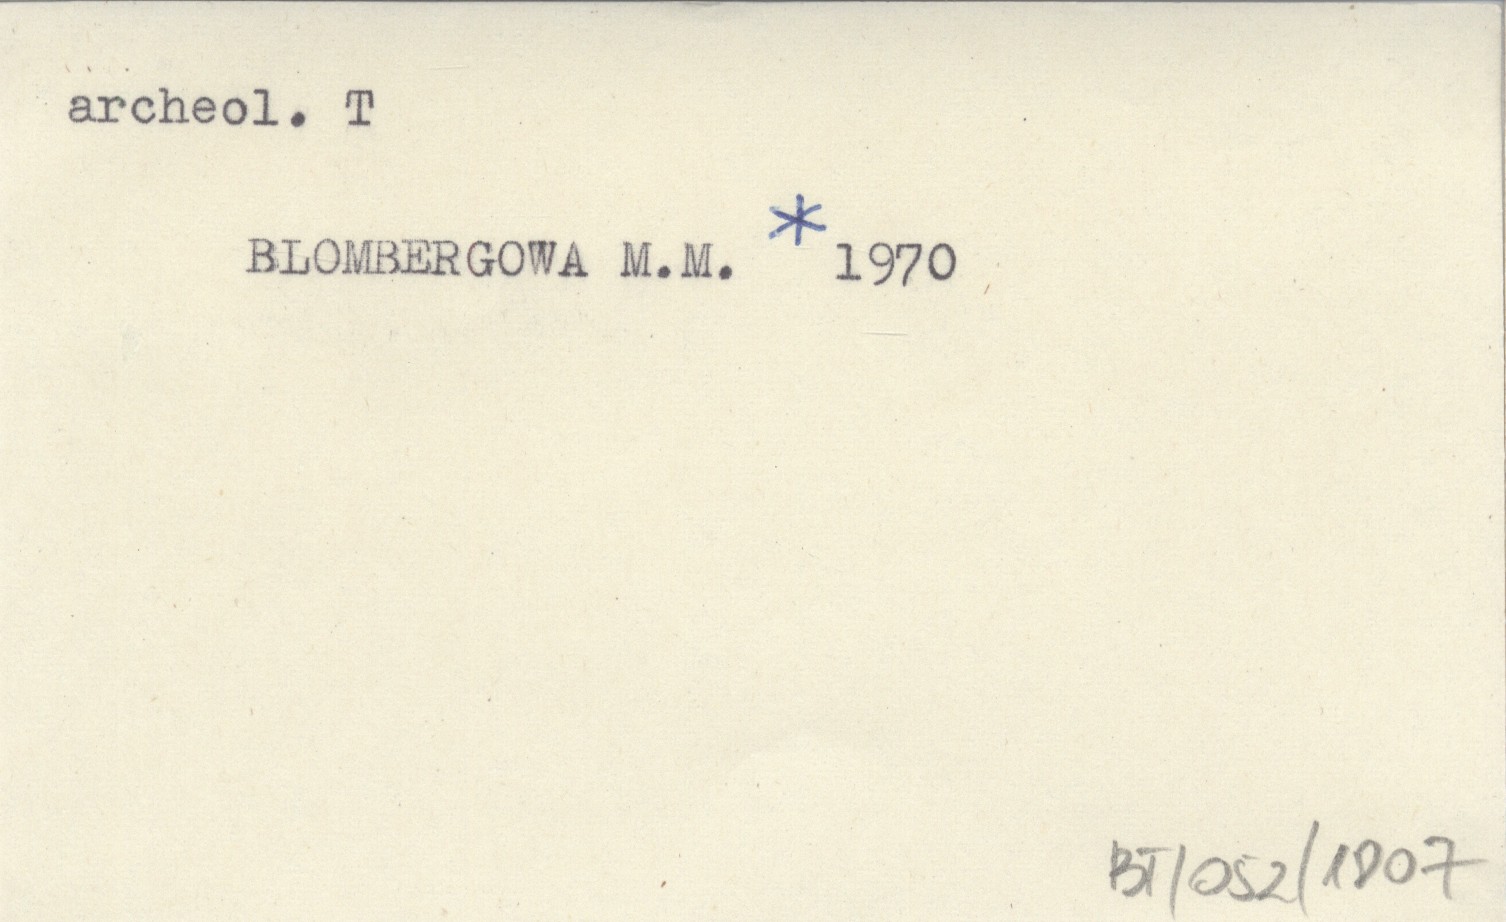 archeol. T
BLOMBERGOWA M.M. * 1970
BT/052/1807